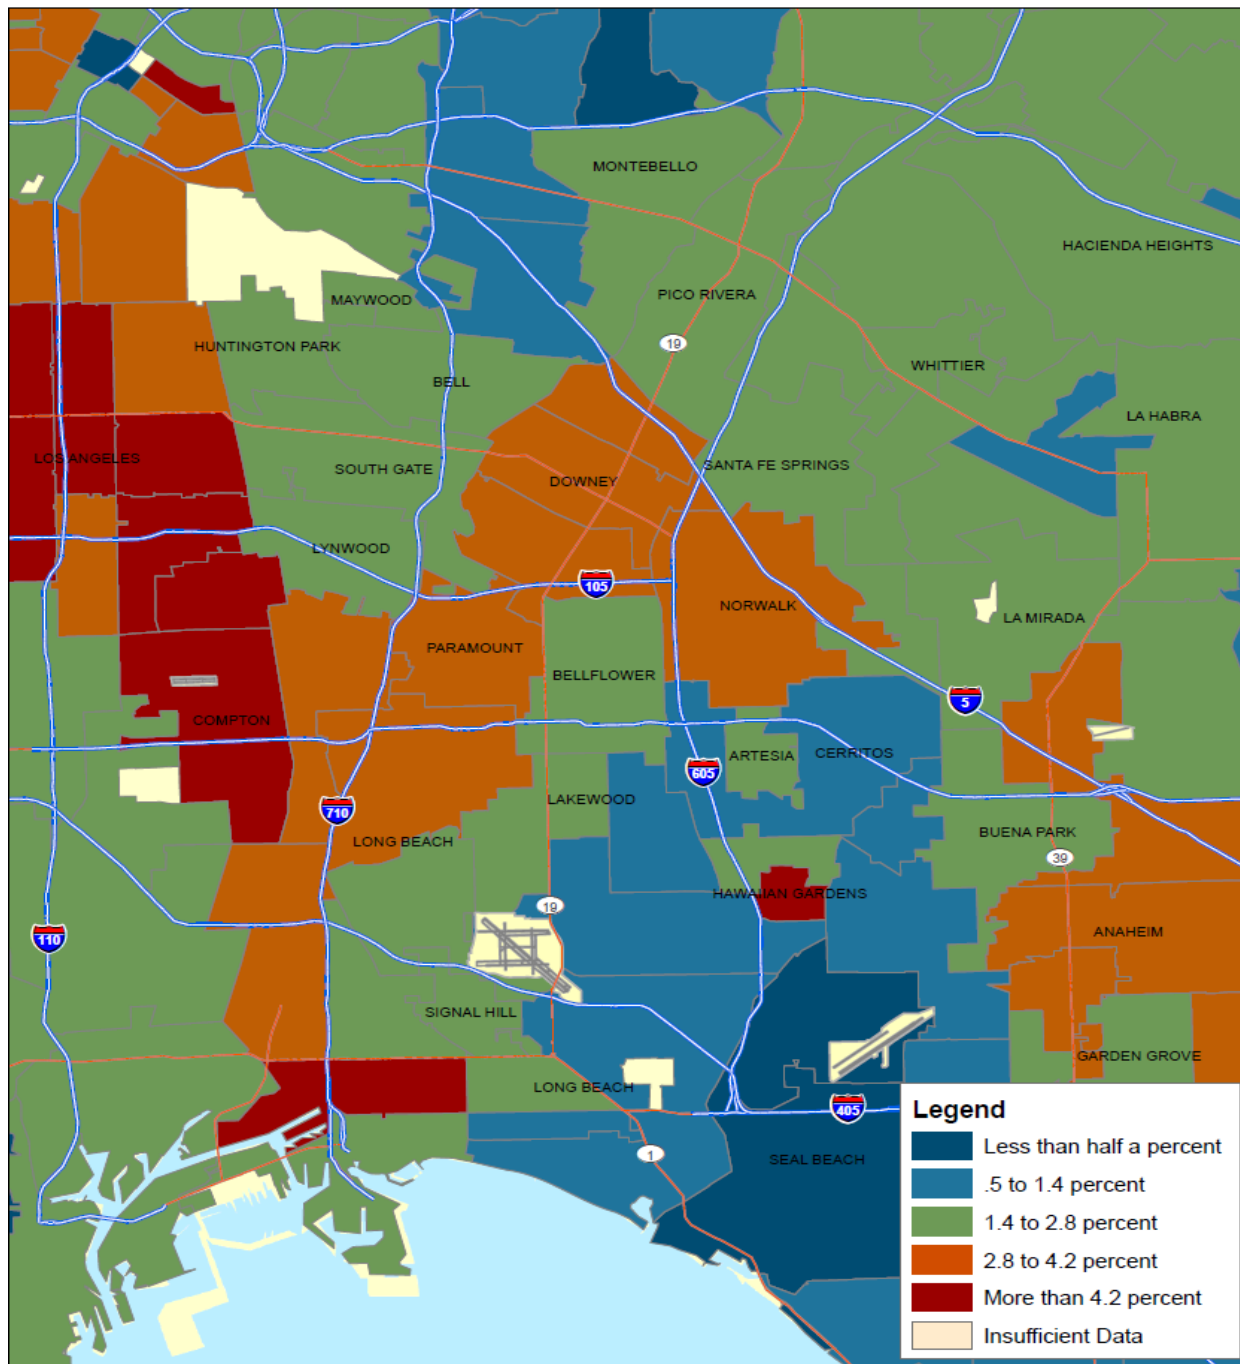 MONTEBELLO
HACIENDA HEIGHTS
MAYWOOD
PICO RIVERA
HUNTINGTON PARK
19
WHITTIER
BELL
LA HABRA
LOS ANGELES
SOUTH GATE
DOWNEY
SANTA FE SPRINGS
LYNWOOD
105
NORWALK
LA MIRADA
PARAMOUNT
BELLFLOWER
5
COMPTON
ARTESIA
CERRITOS
605
LAKEWOOD
710
LONG BEACH
BUENA PARK
39
HAWAIIAN GARDENS
19
110
ANAHEIM
SIGNAL HILL
GARDEN GROVE
LONG BEACH
405
1
SEAL BEACH
Legend
Less than half a percent
.5 to 1.4 percent
1.4 to 2.8 percent
2.8 to 4.2 percent
More than 4.2 percent
Insufficient Data